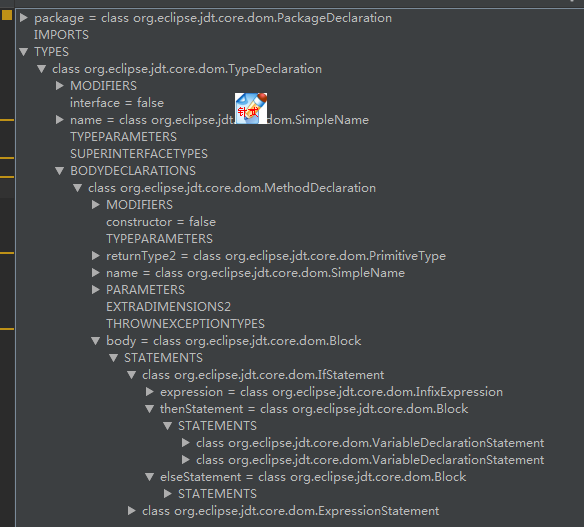 package = class org.eclipse.jdt.core.dom.PackageDeclaration
IMPORTS
TYPES
class org.eclipse.jdt.core.dom.TypeDeclaration
MODIFIERS
interface = false
name = class org.eclipse.jdt. dom.SimpleName
TYPEPARAMETERS
SUPERINTERFACETYPES
BODYDECLARATIONS
class org.eclipse.jdt.core.dom.MethodDeclaration
MODIFIERS
constructor = false
TYPEPARAMETERS
returnType2 = class org.eclipse.jdt.core.dom.PrimitiveType
name = class org.eclipse.jdt.core.dom.SimpleName
PARAMETERS
EXTRADIMENSIONS2
THROWNEXCEPTIONTYPES
body = class org.eclipse.jdt.core.dom.Block
STATEMENTS
class org.eclipse.jdt.core.dom.IfStatement
expression = class org.eclipse.jdt.core.dom.InfixExpression
thenStatement = class org.eclipse.jdt.core.dom.Block
STATEMENTS
class org.eclipse.jdt.core.dom.VariableDeclarationStatement
class org.eclipse.jdt.core.dom.VariableDeclarationStatement
elseStatement = class org.eclipse.jdt.core.dom.Block
STATEMENTS
class org.eclipse.jdt.core.dom.ExpressionStatement